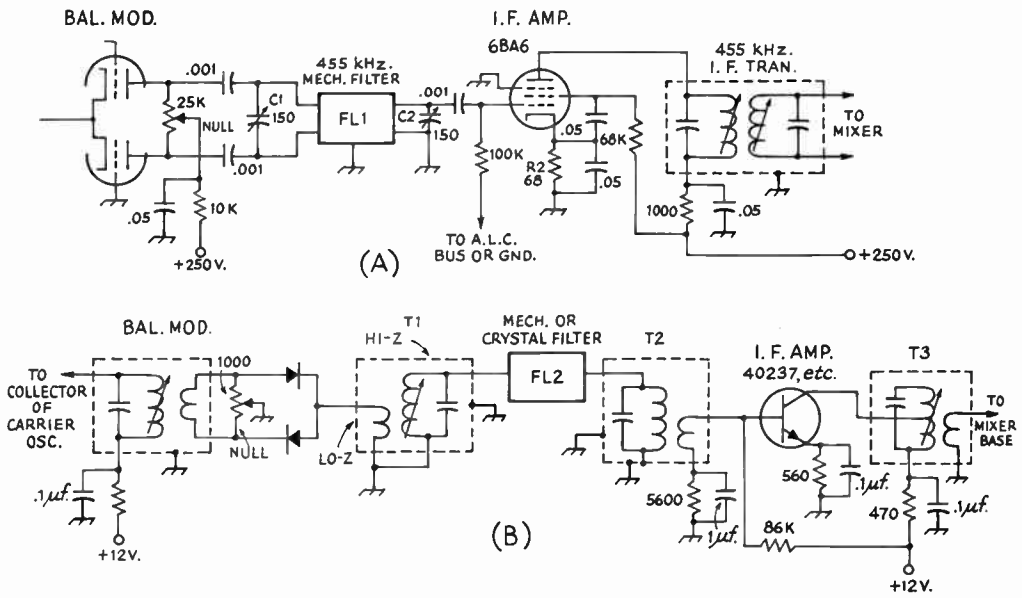 BAL. MOD.
I.F. AMP.
6BA6
455 kHz.
MECH. FILTER
455 kHz.
I.F. TRAN.
.001
.001
25K
NULL
C1
150
FL1
C2
150
.001
100K
.05
68K
R2
68
.05
TO
MIXER
.05
10K
+250V.
TO A.L.C.
BUS OR GND.
1000
.05
+250V.
(A)
BAL. MOD.
T1
HI-Z
MECH. OR
CRYSTAL FILTER
T2
I.F. AMP.
40237, etc.
T3
TO
COLLECTOR
OF
CARRIER
OSC.
1000
NULL
LO-Z
FL2
TO
MIXER
BASE
.1µf.
+12V.
5600
.1µf.
560
.1µf.
470
.1µf.
86K
+12V.
(B)